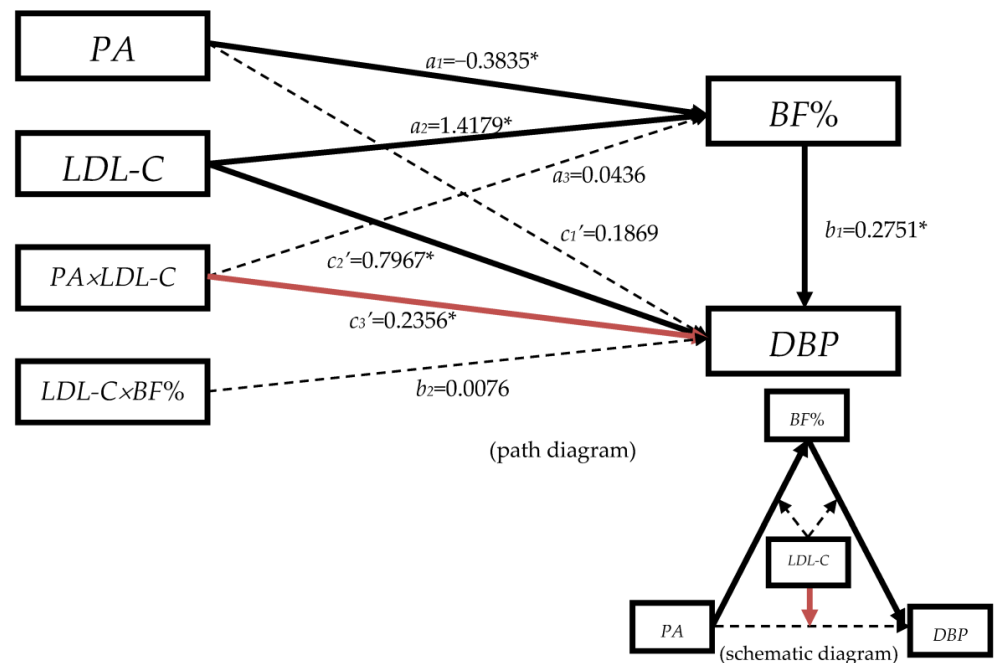 PA
a₁=−0.3835*
BF%
a₂=1.4179*
LDL-C
a₃=0.0436
b₁=0.2751*
c₁′=0.1869
c₂′=0.7967*
PA×LDL-C
c₃′=0.2356*
DBP
LDL-C×BF%
b₂=0.0076
(path diagram)
BF%
LDL-C
PA
DBP
(schematic diagram)